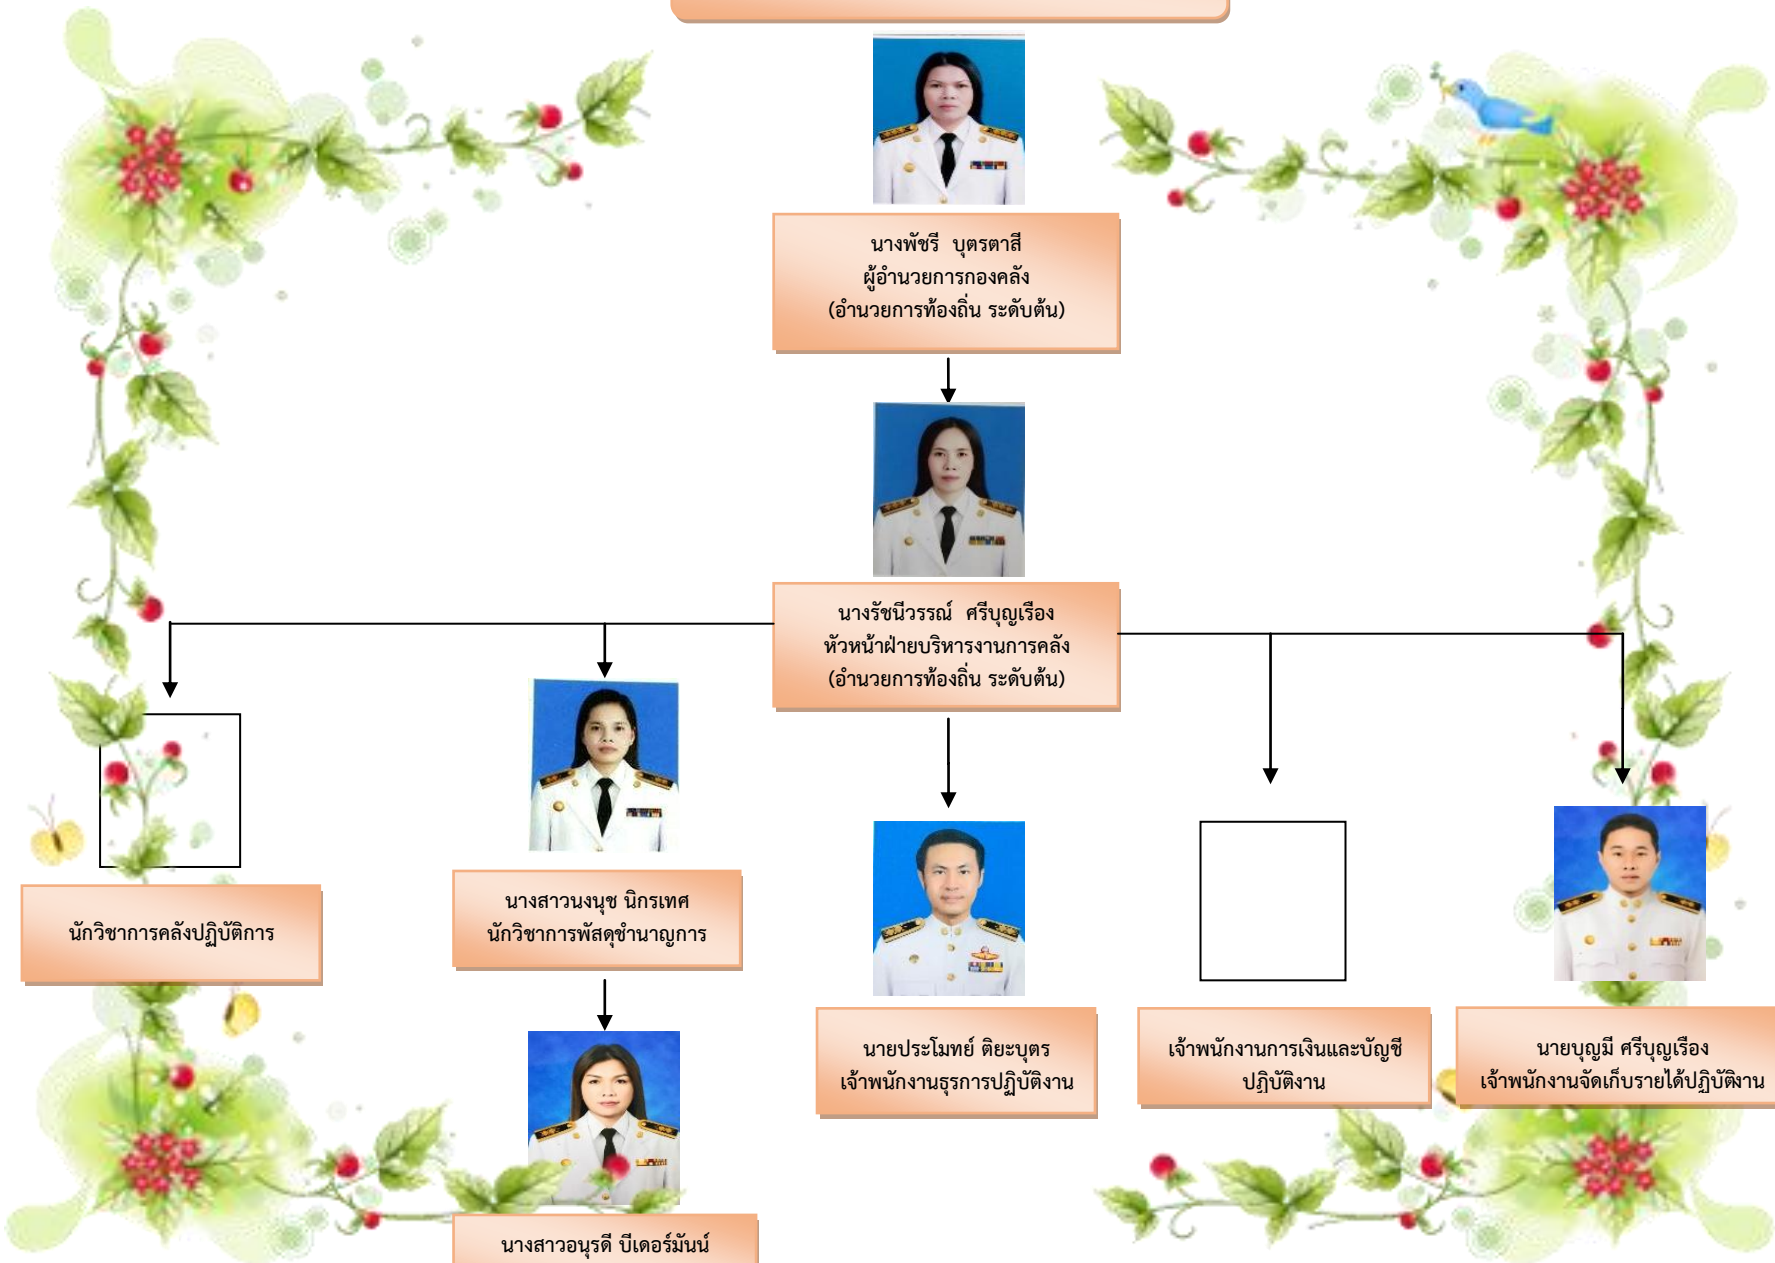 นางพัชรี บุตรตาสี
ผู้อำนวยการกองคลัง
(อำนวยการท้องถิ่น ระดับต้น)
นางรัชนีวรรณ์ ศรีบุญเรือง
หัวหน้าฝ่ายบริหารงานการคลัง
(อำนวยการท้องถิ่น ระดับต้น)
นักวิชาการคลังปฏิบัติการ
นางสาวนงนุช นิกรเทศ
นักวิชาการพัสดุชำนาญการ
นายประโมทย์ ติยะบุตร
เจ้าพนักงานธุรการปฏิบัติงาน
เจ้าพนักงานการเงินและบัญชี
ปฏิบัติงาน
นายบุญมี ศรีบุญเรือง
เจ้าพนักงานจัดเก็บรายได้ปฏิบัติงาน
นางสาวอนุรดี บีเดอร์มันน์